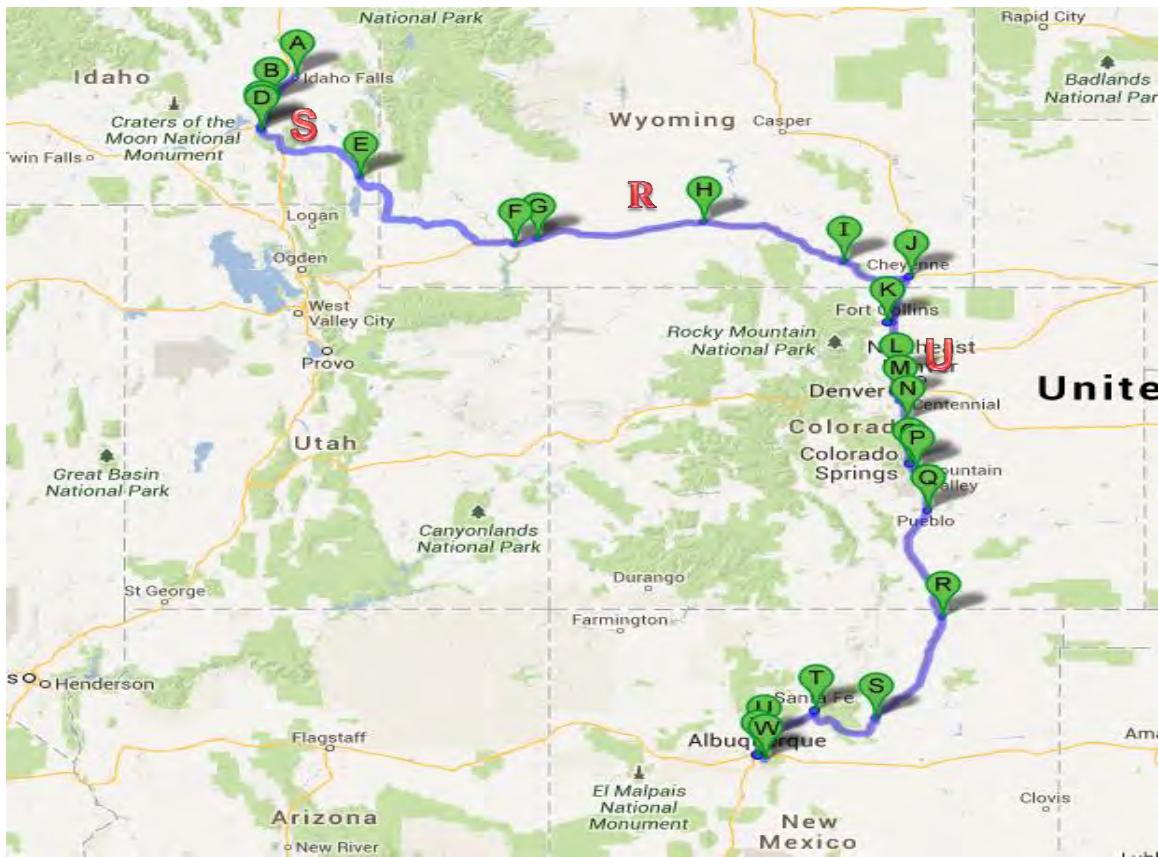 National Park
Rapid City
A
Idaho
B
Idaho Falls
Badlands
National Par
D
S
Craters of the
Moon National
Monument
Wyoming
Casper
Twin Falls
E
R
H
Logan
F
G
I
J
Ogden
Cheyenne
West
Valley City
K
Fort Collins
Provo
Rocky Mountain
National Park
L
U
M
Denver
N
Centennial
Unite
Utah
Colorado
P
Colorado
Springs
Great Basin
National Park
Q
Canyonlands
National Park
Pueblo
St George
Durango
R
Farmington
Henderson
T
Santa Fe
S
U
Flagstaff
W
Albuquerque
Ama
El Malpais
National
Monument
Clovis
Arizona
New
Mexico
New River